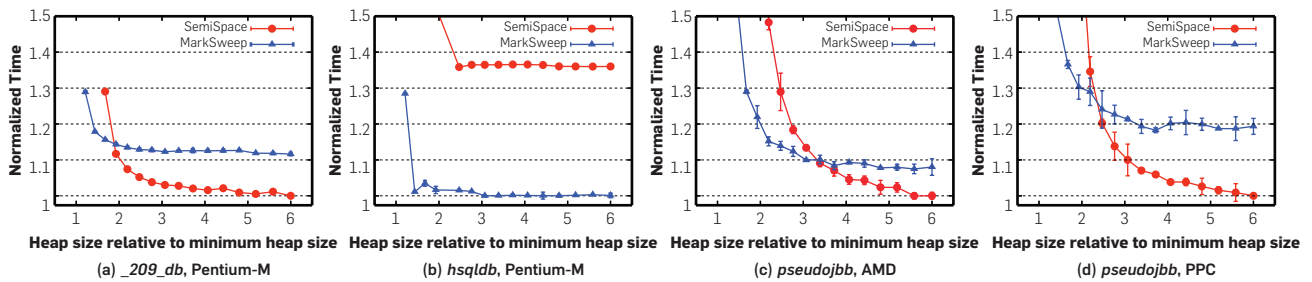 1.5
1.4
1.3
1.2
1.1
1
Normalized Time
SemiSpace
MarkSweep
1 2 3 4 5 6
Heap size relative to minimum heap size
(a) _209_db, Pentium-M
1.5
1.4
1.3
1.2
1.1
1
Normalized Time
SemiSpace
MarkSweep
1 2 3 4 5 6
Heap size relative to minimum heap size
(b) hsqldb, Pentium-M
1.5
1.4
1.3
1.2
1.1
1
Normalized Time
SemiSpace
MarkSweep
1 2 3 4 5 6
Heap size relative to minimum heap size
(c) pseudojbb, AMD
1.5
1.4
1.3
1.2
1.1
1
Normalized Time
SemiSpace
MarkSweep
1 2 3 4 5 6
Heap size relative to minimum heap size
(d) pseudojbb, PPC